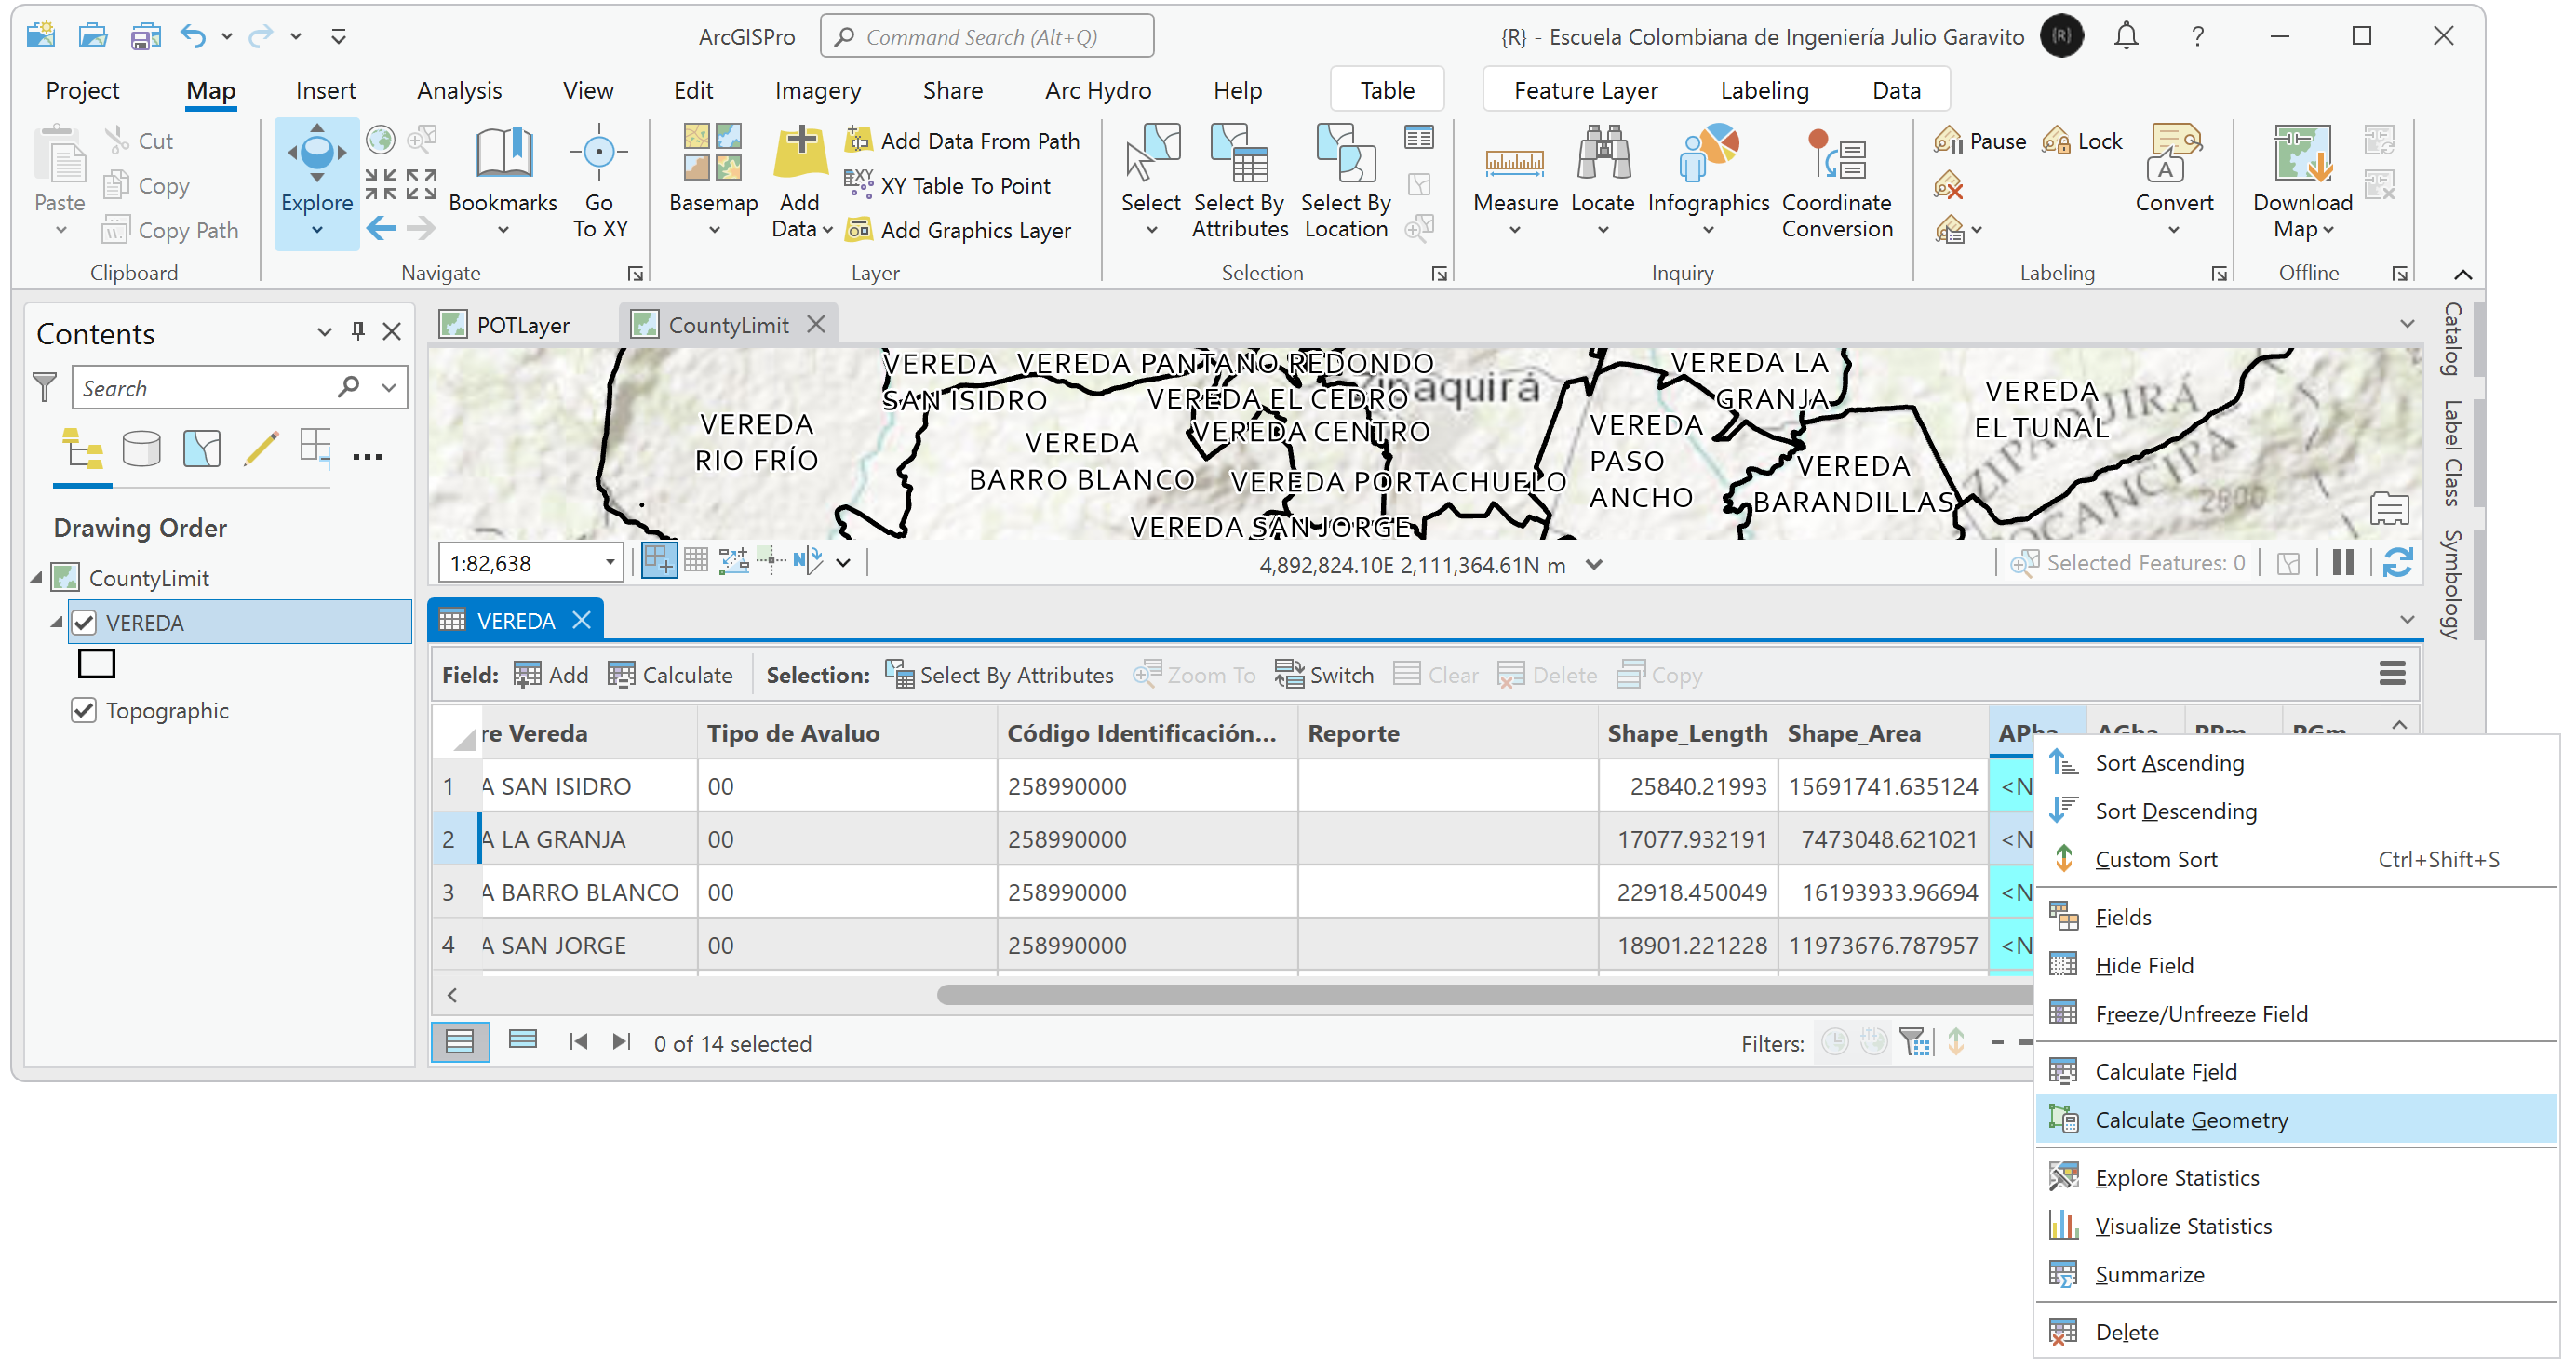 ArcGISPro
Command Search (Alt+Q)
{R} - Escuela Colombiana de Ingeniería Julio Garavito
{R}
?
Project Map Insert Analysis View Edit Imagery Share Arc Hydro Help Table Feature Layer Labeling Data
Paste
Cut
Copy
Copy Path
Clipboard
Explore
Bookmarks
Go
To XY
Navigate
Basemap
Add
Data
Add Data From Path
XY Table To Point
Add Graphics Layer
Layer
Select
Select By
Attributes
Select By
Location
Selection
Measure
Locate
Infographics
Coordinate
Conversion
Inquiry
Pause
Lock
Convert
Labeling
Download
Map
Offline
Contents
Search
Drawing Order
CountyLimit
VEREDA
Topographic
POTLayer
CountyLimit
VEREDA
SAN ISIDRO
VEREDA PANTANO REDONDO
VEREDA EL CEDRO
Zipaquirá
VEREDA LA
GRANJA
VEREDA
EL TUNAL
VEREDA
RIO FRÍO
VEREDA
BARRO BLANCO
VEREDA CENTRO
VEREDA PORTACHUELO
VEREDA SAN JORGE
VEREDA
PASO
ANCHO
VEREDA
BARANDILLAS
ZIPAQUIRÁ
TOCANCIPA
2800
1:82,638
N
4,892,824.10E 2,111,364.61N m
Selected Features: 0
Catalog
Label Class
Symbology
VEREDA
Field: Add Calculate Selection: Select By Attributes Zoom To Switch Clear Delete Copy
re Vereda Tipo de Avaluo Código Identificación... Reporte Shape_Length Shape_Area APha AGha PPm PGm
1 A SAN ISIDRO 00 258990000 25840.21993 15691741.635124 <N
2 A LA GRANJA 00 258990000 17077.932191 7473048.621021 <N
3 A BARRO BLANCO 00 258990000 22918.450049 16193933.96694 <N
4 A SAN JORGE 00 258990000 18901.221228 11973676.787957 <N
0 of 14 selected
Filters:
Sort Ascending
Sort Descending
Custom Sort Ctrl+Shift+S
Fields
Hide Field
Freeze/Unfreeze Field
Calculate Field
Calculate Geometry
Explore Statistics
Visualize Statistics
Summarize
Delete